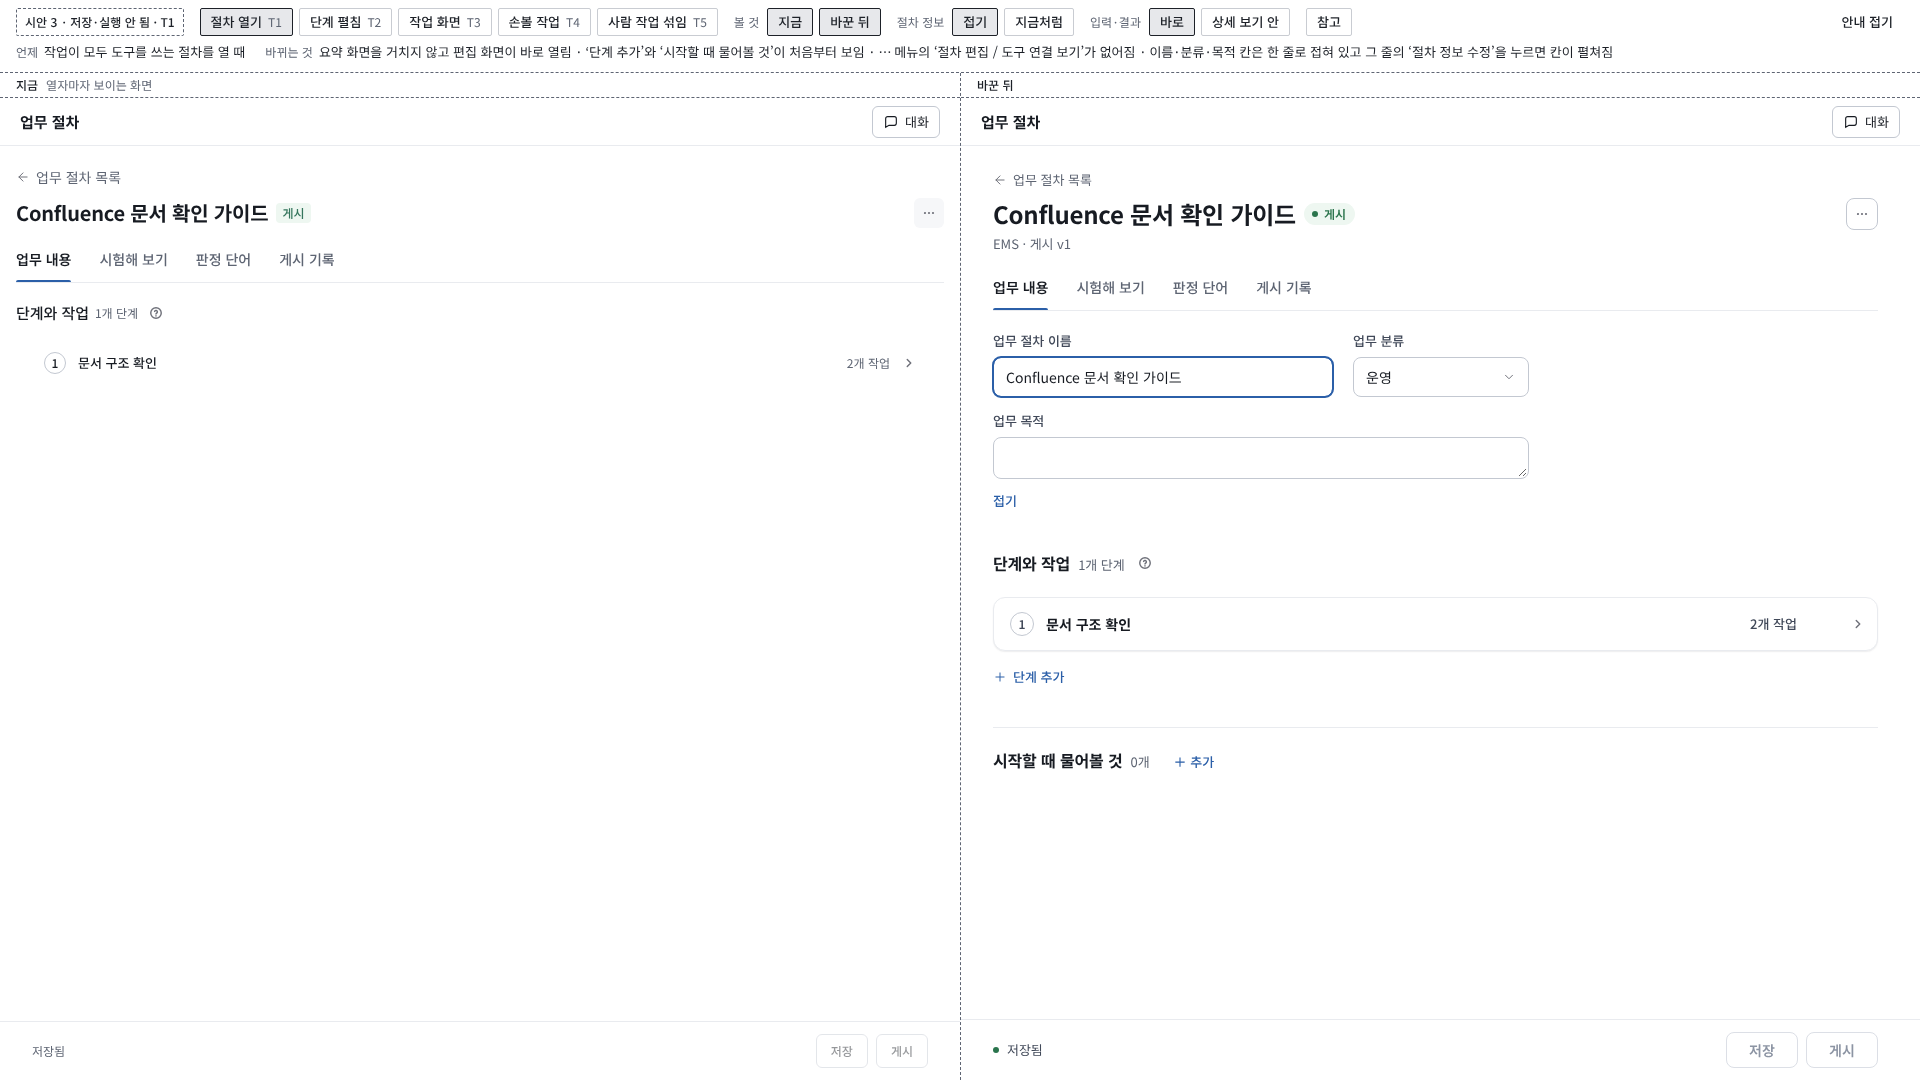 시안 3 · 저장·실행 안 됨 · T1 절차 열기 T1 단계 펼침 T2 작업 화면 T3 손볼 작업 T4 사람 작업 섞임 T5 볼 것 지금 바꾼 뒤 절차 정보 접기 지금처럼 입력·결과 바로 상세 보기 안 참고 안내 접기
언제 작업이 모두 도구를 쓰는 절차를 열 때 바뀌는 것 요약 화면을 거치지 않고 편집 화면이 바로 열림 · ‘단계 추가’와 ‘시작할 때 물어볼 것’이 처음부터 보임 · ··· 메뉴의 ‘절차 편집 / 도구 연결 보기’가 없어짐 · 이름·분류·목적 칸은 한 줄로 접혀 있고 그 줄의 ‘절차 정보 수정’을 누르면 칸이 펼쳐짐
지금 열자마자 보이는 화면
업무 절차 대화
← 업무 절차 목록
Confluence 문서 확인 가이드 게시 ···
업무 내용 시험해 보기 판정 단어 게시 기록
단계와 작업 1개 단계 ?
1 문서 구조 확인 2개 작업
저장됨 저장 게시
바꾼 뒤
업무 절차 대화
← 업무 절차 목록
Confluence 문서 확인 가이드 게시 ···
EMS · 게시 v1
업무 내용 시험해 보기 판정 단어 게시 기록
업무 절차 이름 업무 분류
Confluence 문서 확인 가이드 운영
업무 목적
접기
단계와 작업 1개 단계 ?
1 문서 구조 확인 2개 작업
+ 단계 추가
시작할 때 물어볼 것 0개 + 추가
저장됨 저장 게시